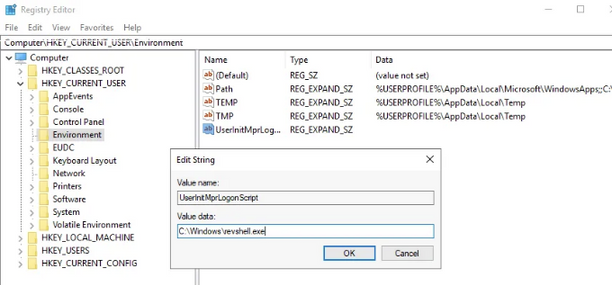 Registry Editor
File Edit View Favorites Help
Computer\HKEY_CURRENT_USER\Environment
Computer
HKEY_CLASSES_ROOT
HKEY_CURRENT_USER
AppEvents
Console
Control Panel
Environment
EUDC
Keyboard Layout
Network
Printers
Software
System
Volatile Environment
HKEY_LOCAL_MACHINE
HKEY_USERS
HKEY_CURRENT_CONFIG
Name Type Data
(Default) REG_SZ (value not set)
Path REG_EXPAND_SZ %USERPROFILE%\AppData\Local\Microsoft\WindowsApps;;C:\
TEMP REG_EXPAND_SZ %USERPROFILE%\AppData\Local\Temp
TMP REG_EXPAND_SZ %USERPROFILE%\AppData\Local\Temp
UserInitMprLog... REG_EXPAND_SZ
Edit String
Value name:
UserInitMprLogonScript
Value data:
C:\Windows\revshell.exe
OK Cancel